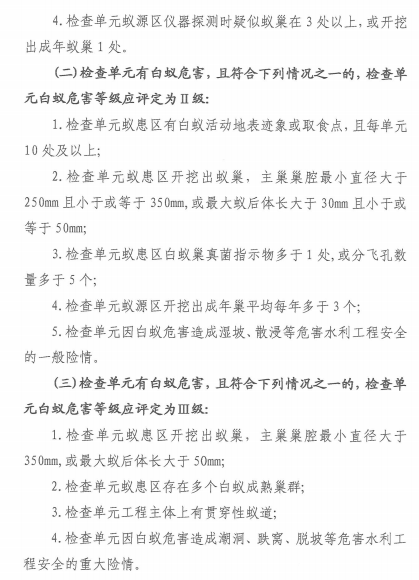 4.检查单元蚁源区仪器探测时疑似蚁巢在3处以上,或开挖
出成年蚁巢1处。
(二)检查单元有白蚁危害,且符合下列情况之一的,检查单
元白蚁危害等级应评定为Ⅱ级:
1.检查单元蚁患区有白蚁活动地表迹象或取食点,且每单元
10处及以上;
2.检查单元蚁患区开挖出蚁巢,主巢巢腔最小直径大于
250mm且小于或等于350mm,或最大蚁后体长大于30mm且小于或
等于50mm;
3.检查单元蚁患区白蚁巢真菌指示物多于1处,或分飞孔数
量多于5个;
4.检查单元蚁源区开挖出成年巢平均每年多于3个;
5.检查单元因白蚁危害造成湿坡、散浸等危害水利工程安全
的一般险情。
(三)检查单元有白蚁危害,且符合下列情况之一的,检查单
元白蚁危害等级应评定为Ⅲ级:
1.检查单元蚁患区开挖出蚁巢,主巢巢腔最小直径大于
350mm,或最大蚁后体长大于50mm;
2.检查单元蚁患区存在多个白蚁成熟巢群;
3.检查单元工程主体上有贯穿性蚁道;
4.检查单元因白蚁危害造成漏洞、跌窝、脱坡等危害水利工
程安全的重大险情。